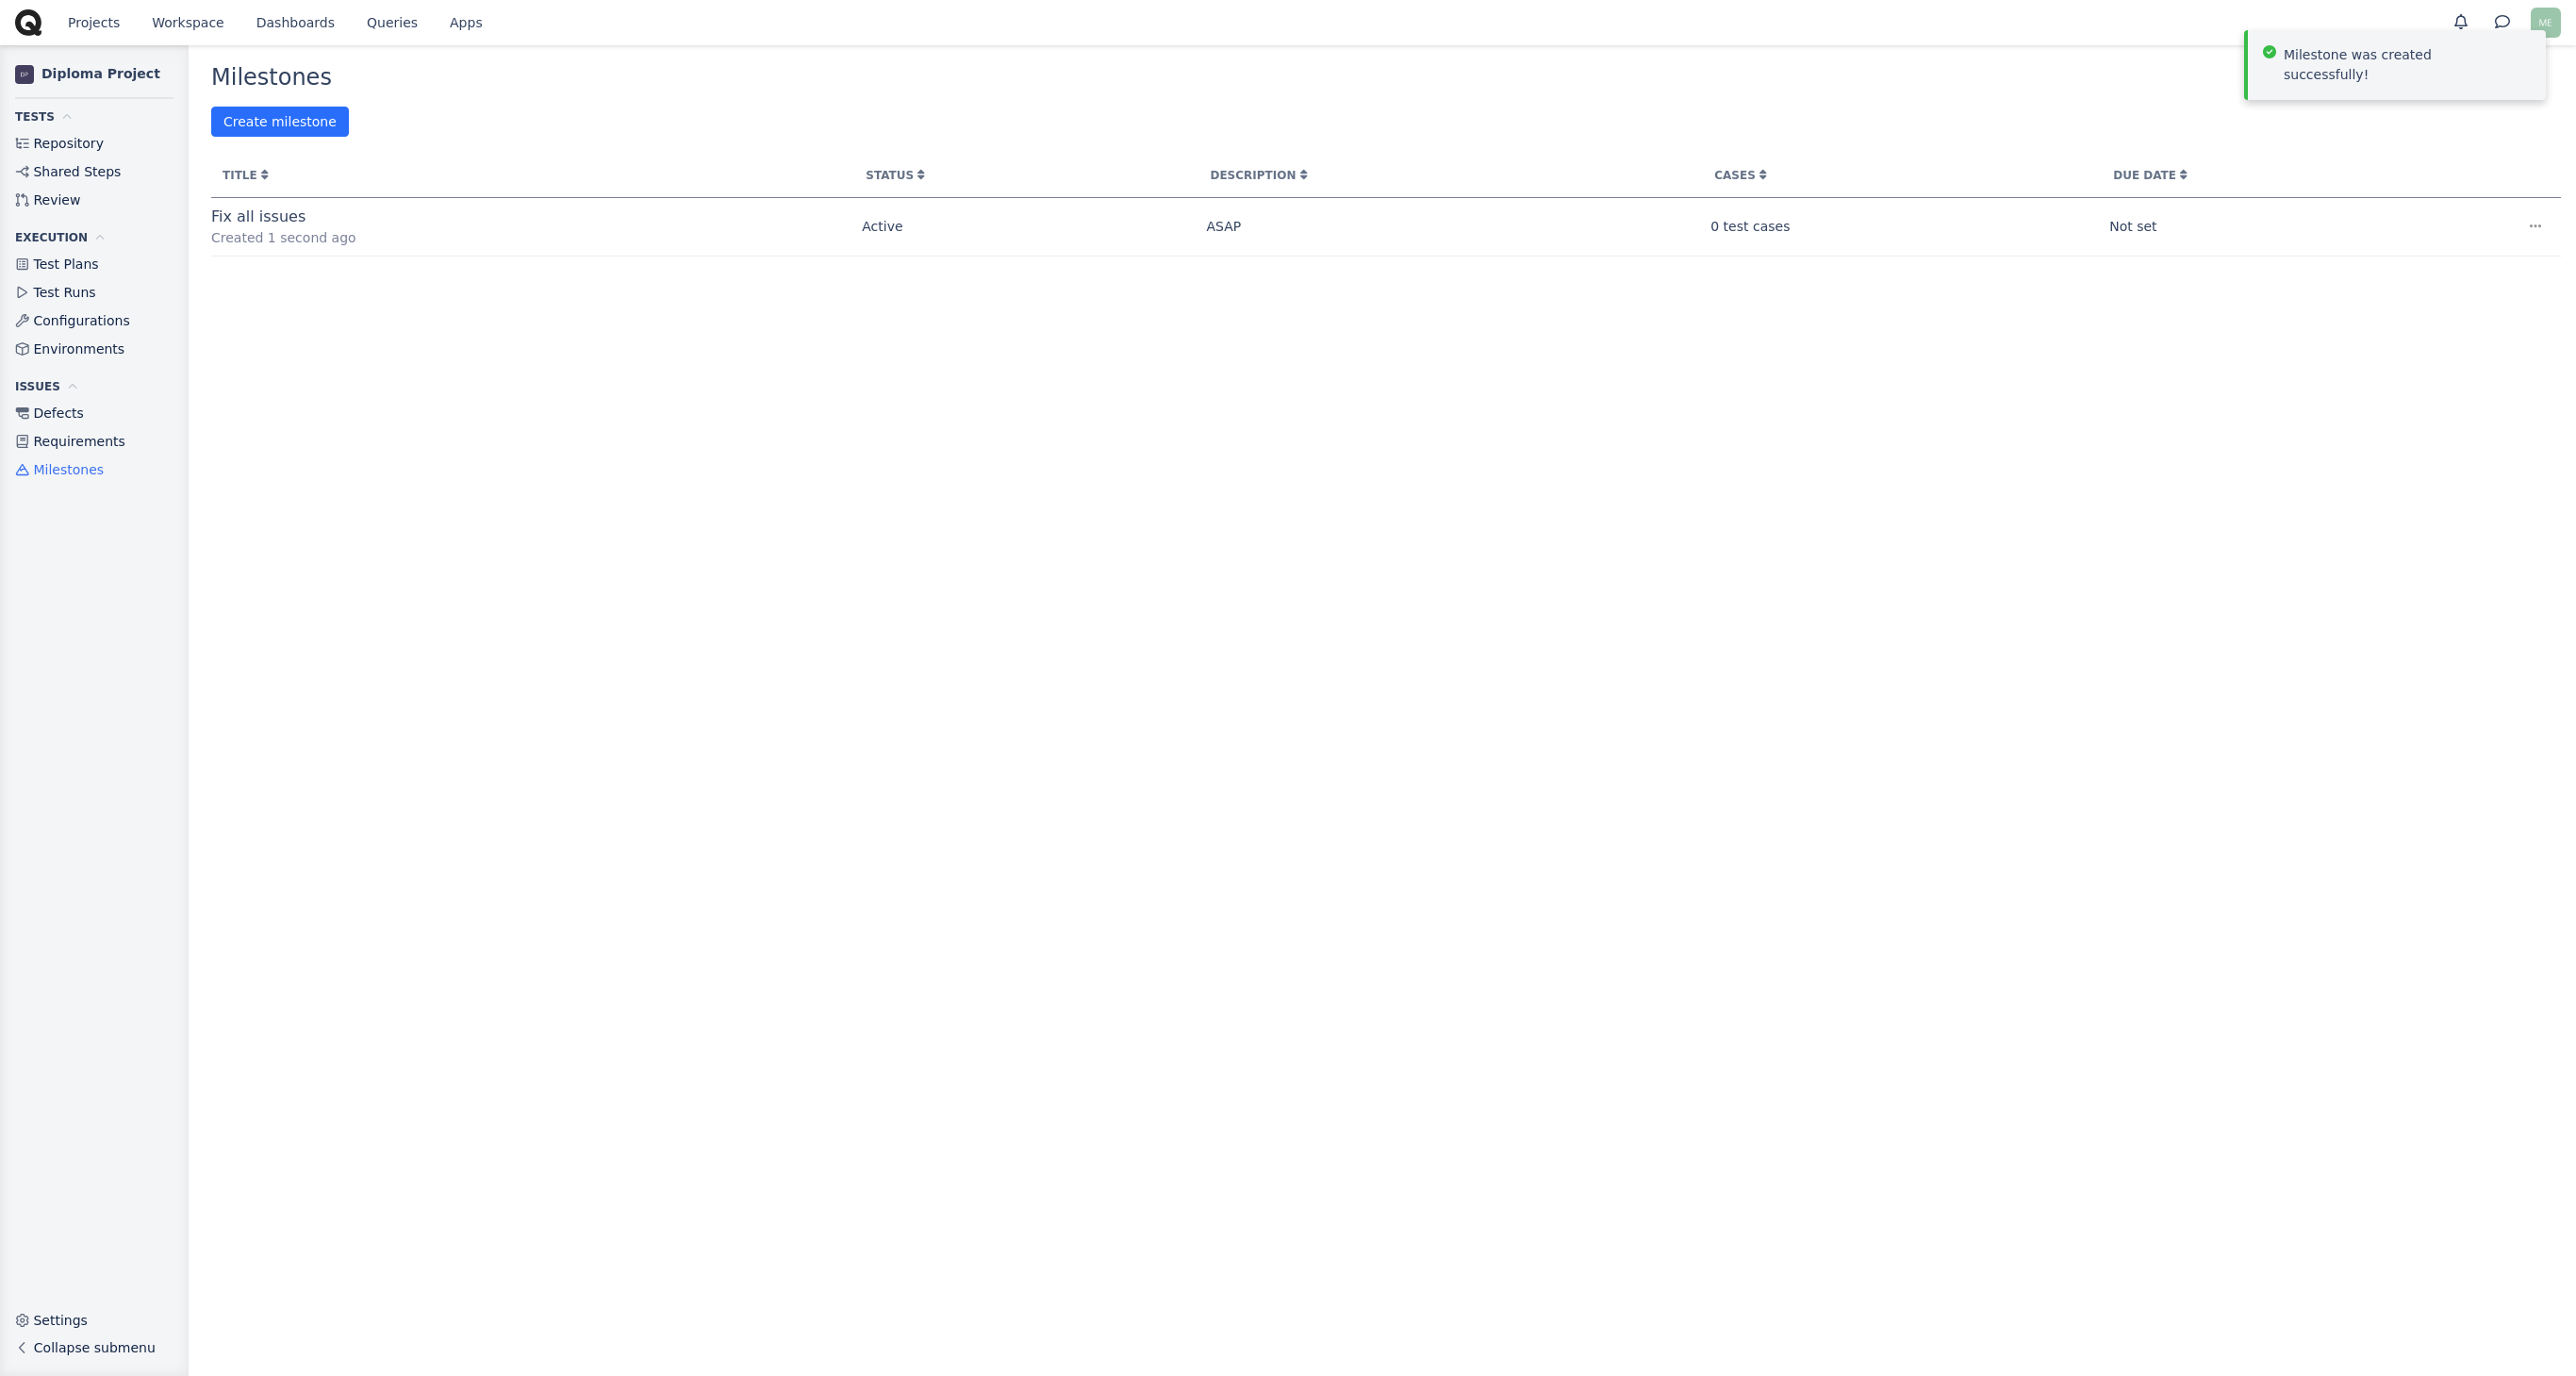 Projects Workspace Dashboards Queries Apps
ME
Milestone was created
successfully!
DP Diploma Project
TESTS
Repository
Shared Steps
Review
EXECUTION
Test Plans
Test Runs
Configurations
Environments
ISSUES
Defects
Requirements
Milestones
Settings
Collapse submenu
Milestones
Create milestone
TITLE STATUS DESCRIPTION CASES DUE DATE
Fix all issues
Created 1 second ago
Active ASAP 0 test cases Not set